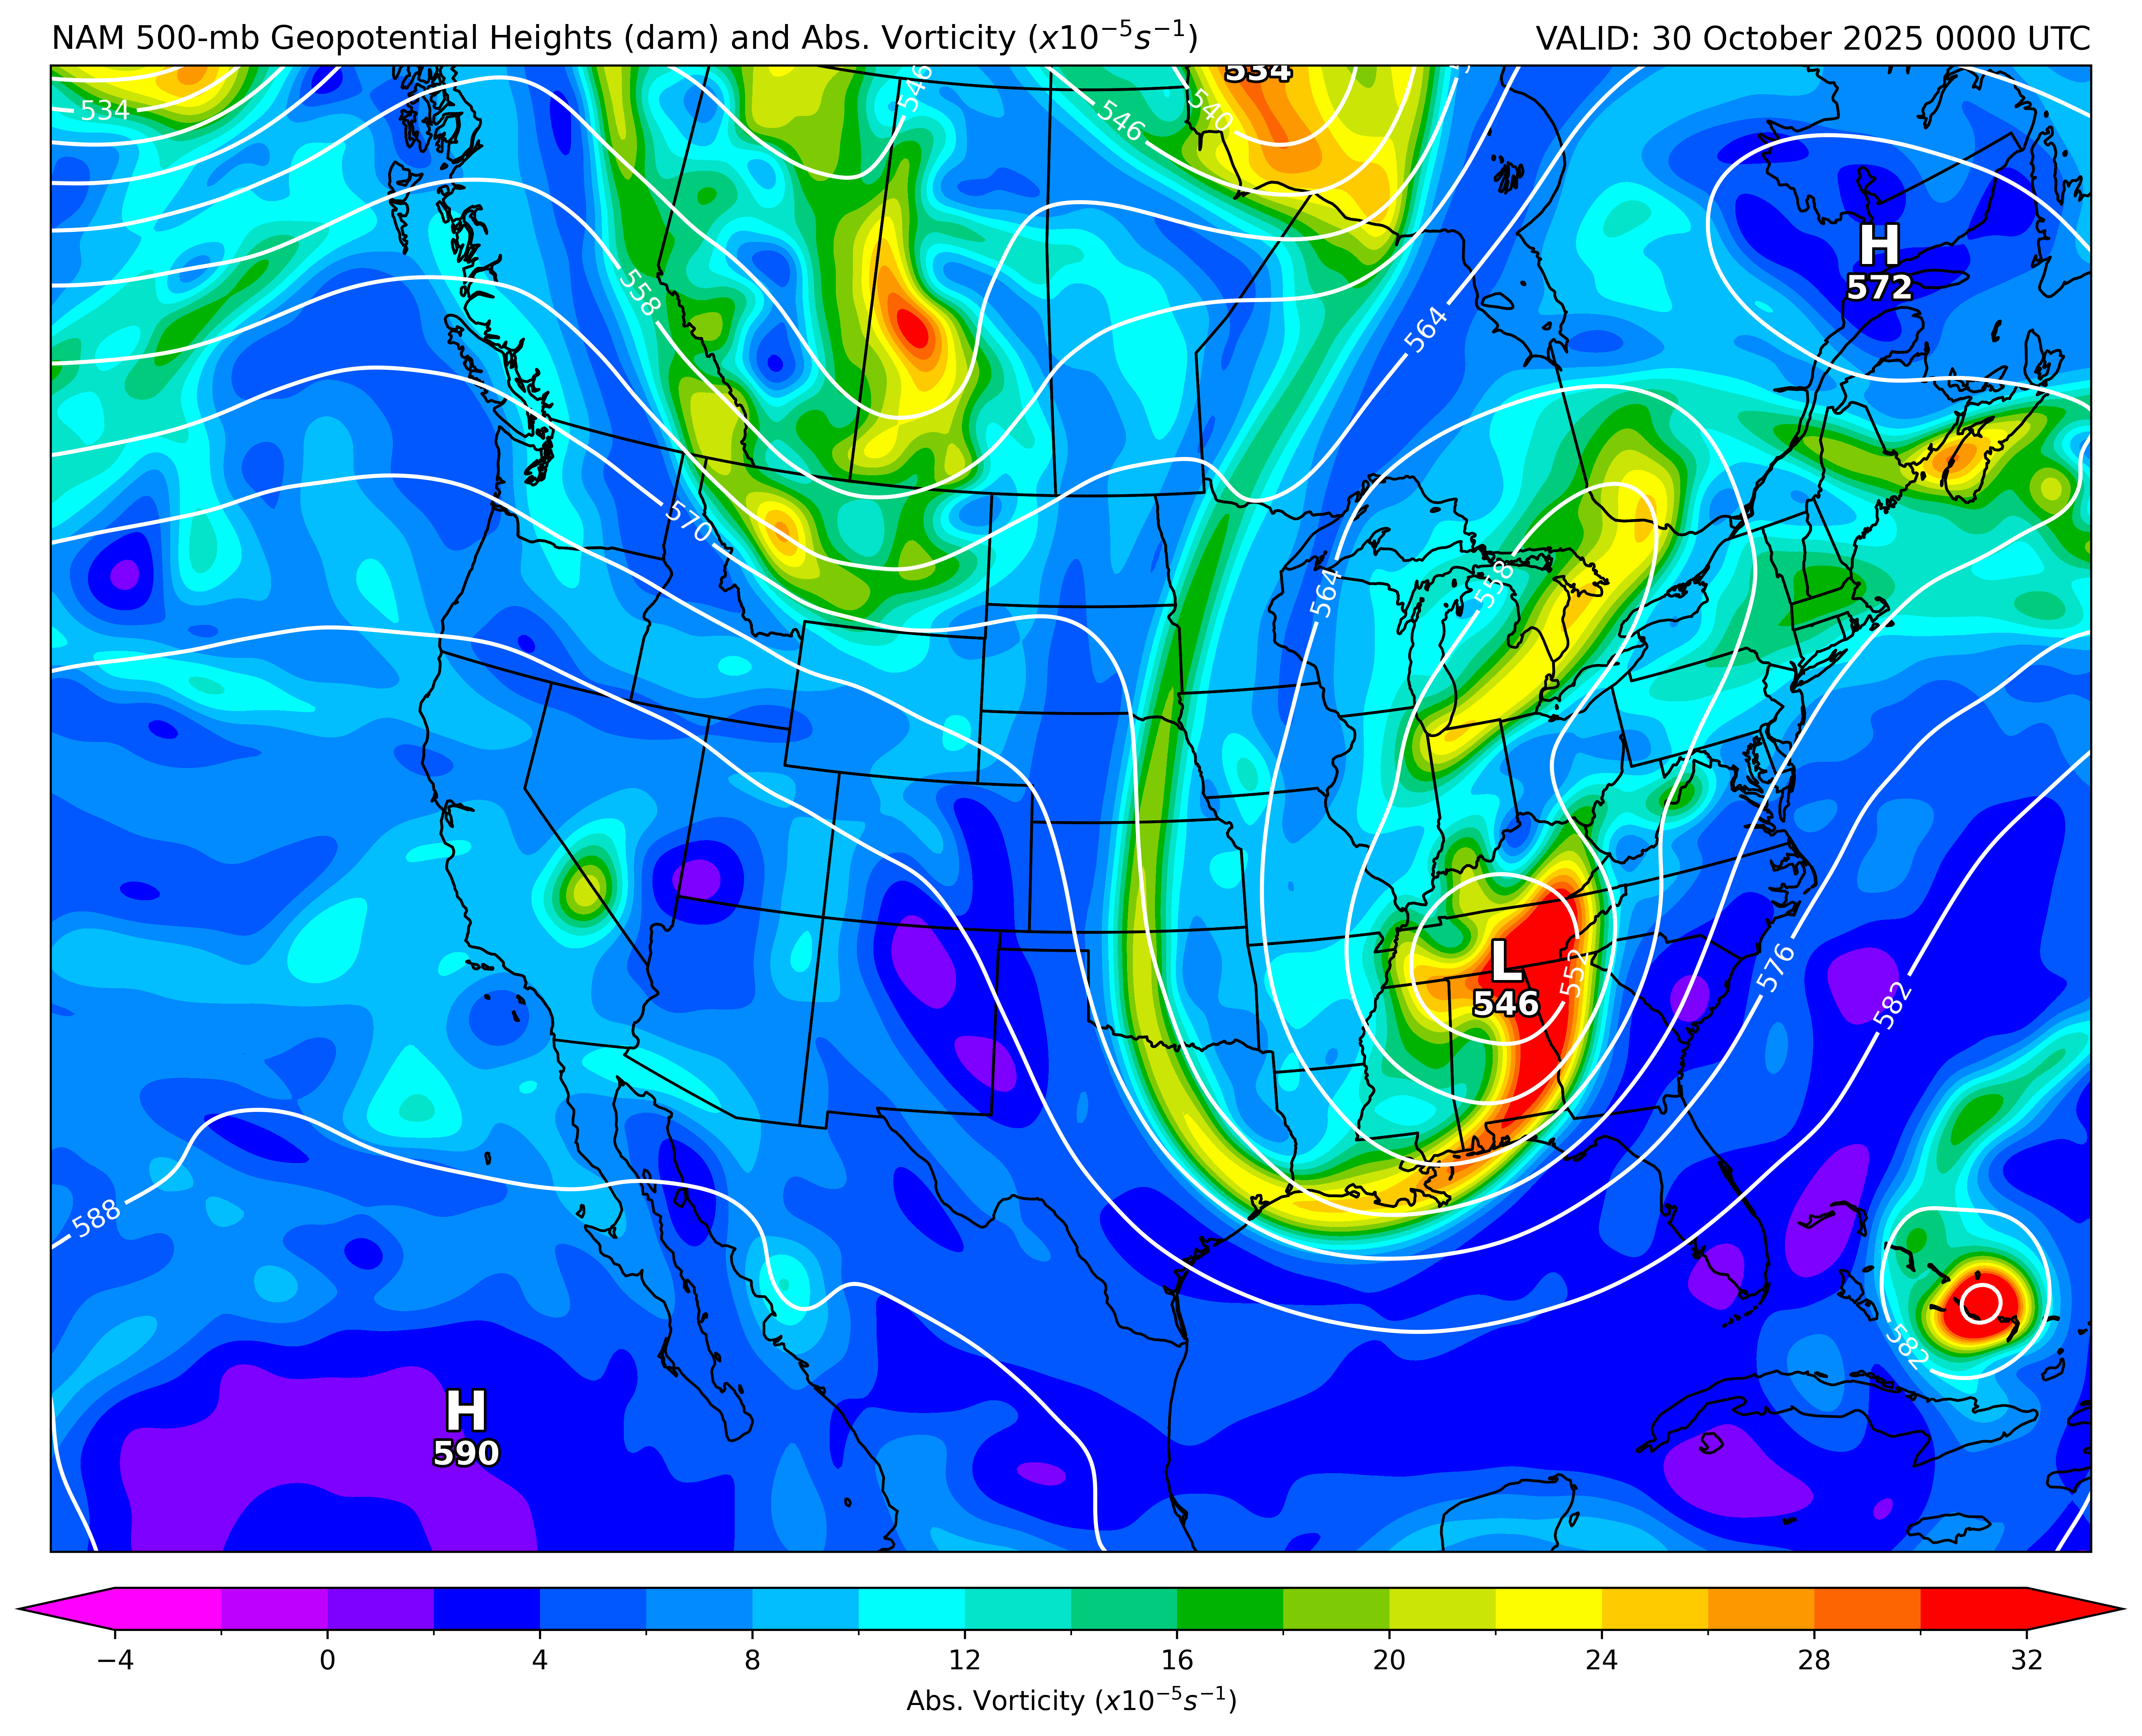 NAM 500-mb Geopotential Heights (dam) and Abs. Vorticity (x10⁻⁵s⁻¹)
VALID: 30 October 2025 0000 UTC
534
534
546
546
540
H
572
558
564
570
564
558
L
546
552
576
582
588
582
H
590
−4 0 4 8 12 16 20 24 28 32
Abs. Vorticity (x10⁻⁵s⁻¹)